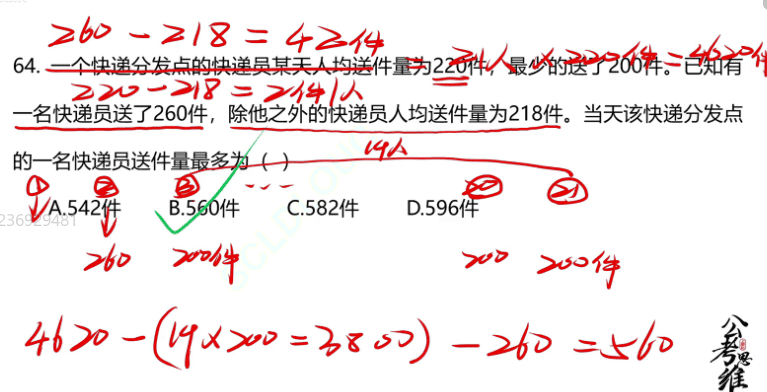 260-218=42件
=21人×220件=4620件
64. 一个快递分发点的快递员某天人均送件量为220件，最少的送了200件。已知有
220-218=2件/人
一名快递员送了260件，除他之外的快递员人均送件量为218件。当天该快递分发点
的一名快递员送件量最多为（ ）
19人
① ② ③ ... ⑳ ㉑
A.542件 B.560件 C.582件 D.596件
236929481
260 200件 200 200件
4620-(19×200=3800)-260=560
公考思维